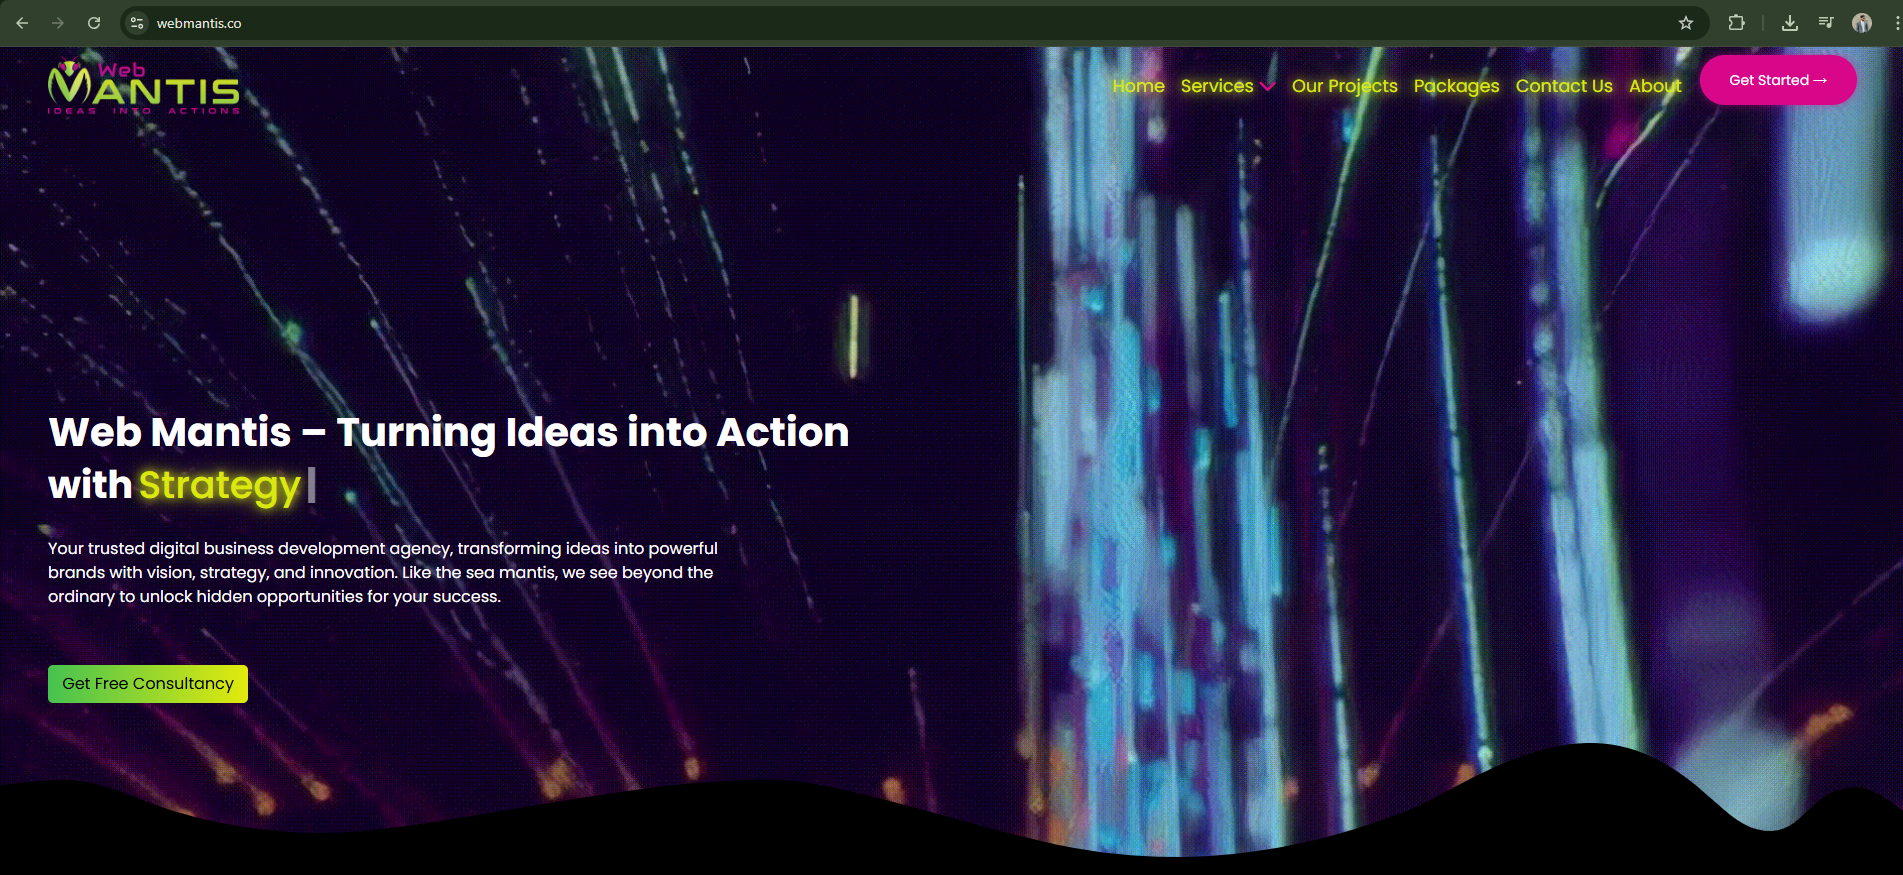 webmantis.co
Web
MANTIS
IDEAS INTO ACTIONS
Home Services Our Projects Packages Contact Us About Get Started →
Web Mantis – Turning Ideas into Action
with Strategy
Your trusted digital business development agency, transforming ideas into powerful
brands with vision, strategy, and innovation. Like the sea mantis, we see beyond the
ordinary to unlock hidden opportunities for your success.
Get Free Consultancy